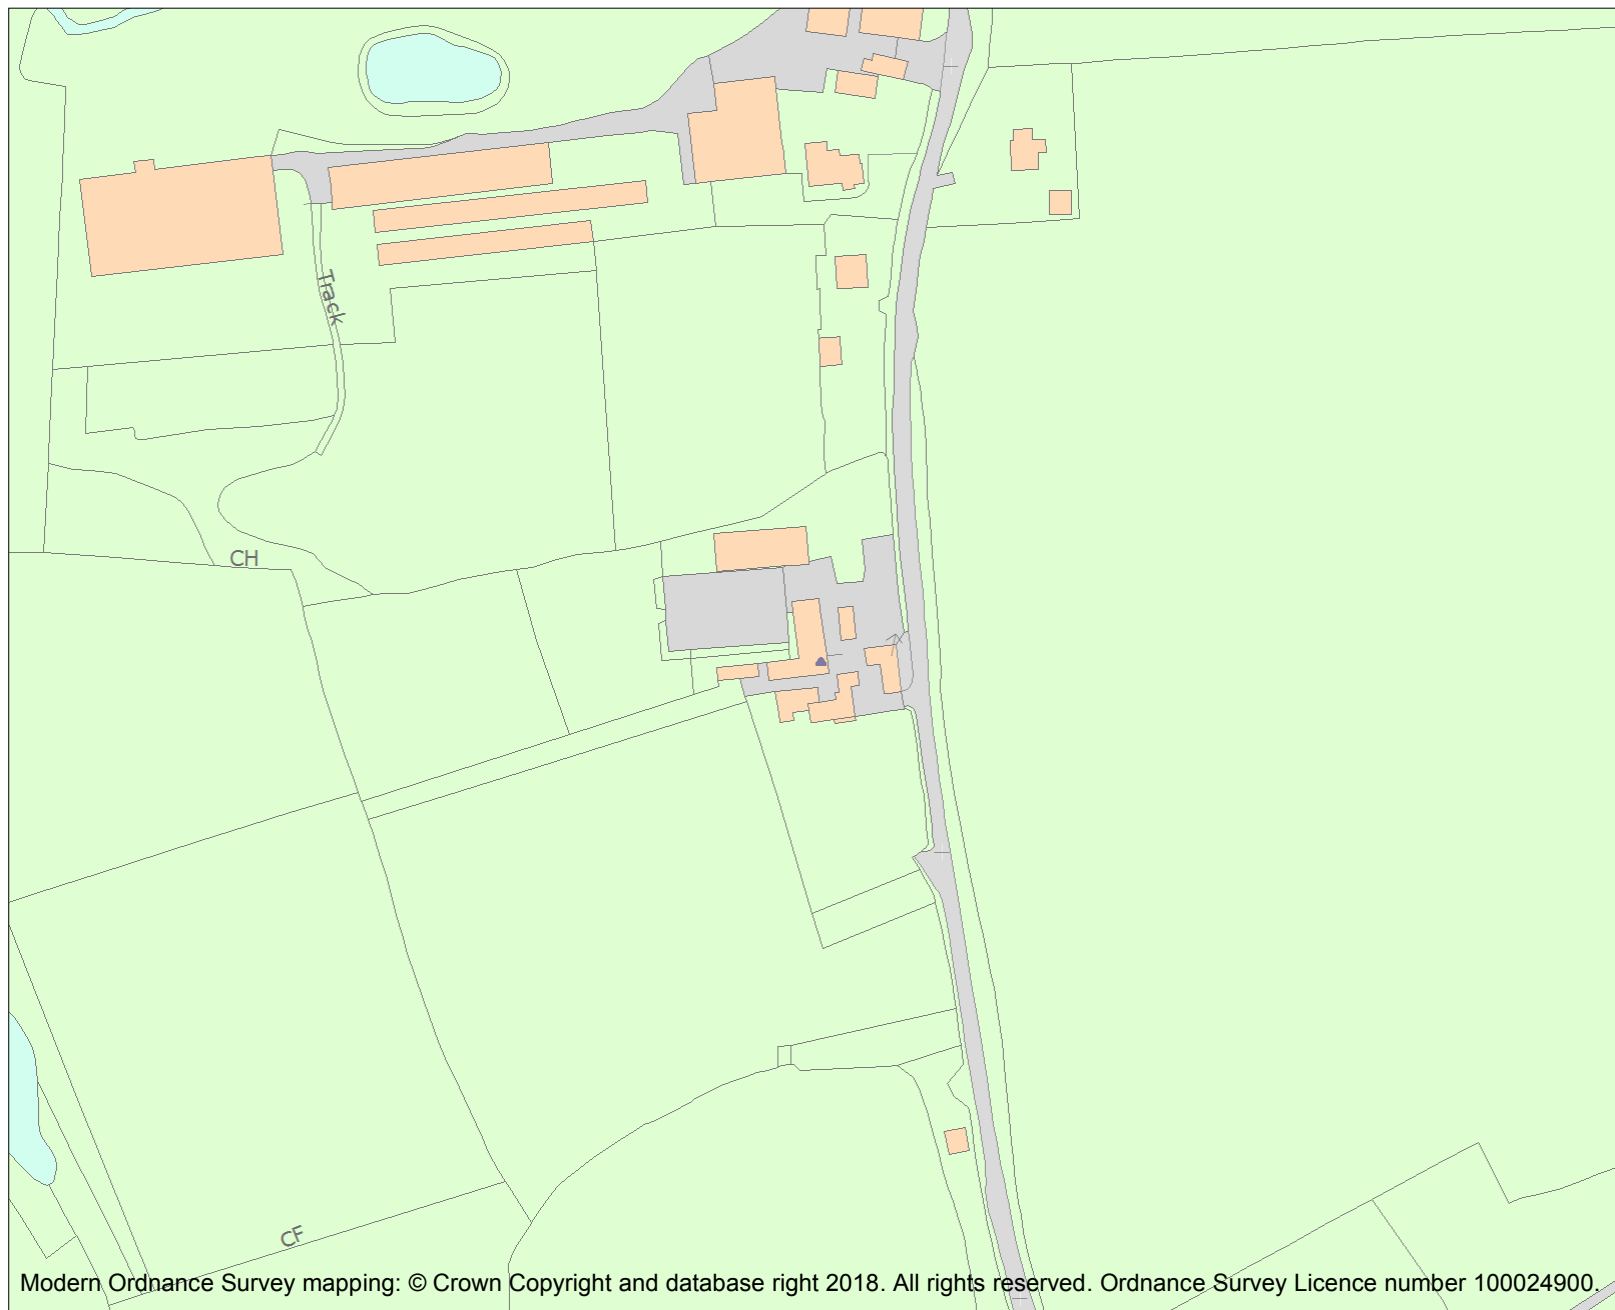 Track
CH
CF
Modern Ordnance Survey mapping: © Crown Copyright and database right 2018. All rights reserved. Ordnance Survey Licence number 100024900.